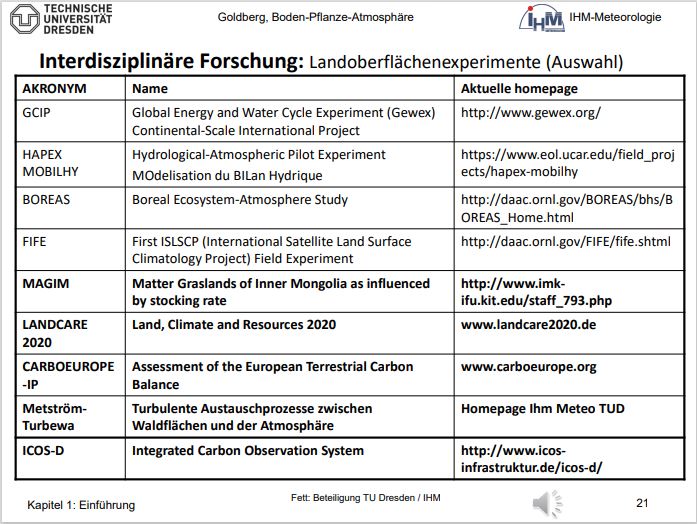 TECHNISCHE
UNIVERSITÄT
DRESDEN
Goldberg, Boden-Pflanze-Atmosphäre
IHM
IHM-Meteorologie
Interdisziplinäre Forschung: Landoberflächenexperimente (Auswahl)
AKRONYM Name Aktuelle homepage
GCIP Global Energy and Water Cycle Experiment (Gewex) http://www.gewex.org/
Continental-Scale International Project
HAPEX Hydrological-Atmospheric Pilot Experiment https://www.eol.ucar.edu/field_proj
MOBILHY MOdelisation du BILan Hydrique ects/hapex-mobilhy
BOREAS Boreal Ecosystem-Atmosphere Study http://daac.ornl.gov/BOREAS/bhs/B
OREAS_Home.html
FIFE First ISLSCP (International Satellite Land Surface http://daac.ornl.gov/FIFE/fife.shtml
Climatology Project) Field Experiment
MAGIM Matter Graslands of Inner Mongolia as influenced http://www.imk-
by stocking rate ifu.kit.edu/staff_793.php
LANDCARE Land, Climate and Resources 2020 www.landcare2020.de
2020
CARBOEUROPE Assessment of the European Terrestrial Carbon www.carboeurope.org
-IP Balance
Metström- Turbulente Austauschprozesse zwischen Homepage Ihm Meteo TUD
Turbewa Waldflächen und der Atmosphäre
ICOS-D Integrated Carbon Observation System http://www.icos-
infrastruktur.de/icos-d/
Kapitel 1: Einführung
Fett: Beteiligung TU Dresden / IHM
21